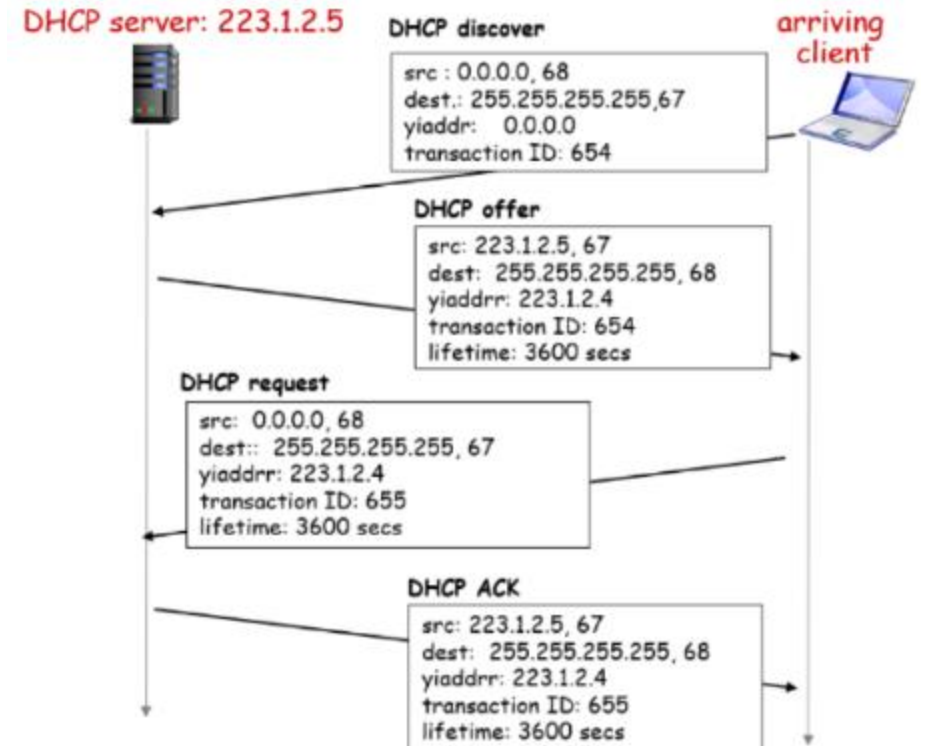 DHCP server: 223.1.2.5
arriving
client
DHCP discover
src : 0.0.0.0, 68
dest.: 255.255.255.255,67
yiaddr: 0.0.0.0
transaction ID: 654
DHCP offer
src: 223.1.2.5, 67
dest: 255.255.255.255, 68
yiaddrr: 223.1.2.4
transaction ID: 654
lifetime: 3600 secs
DHCP request
src: 0.0.0.0, 68
dest:: 255.255.255.255, 67
yiaddrr: 223.1.2.4
transaction ID: 655
lifetime: 3600 secs
DHCP ACK
src: 223.1.2.5, 67
dest: 255.255.255.255, 68
yiaddrr: 223.1.2.4
transaction ID: 655
lifetime: 3600 secs